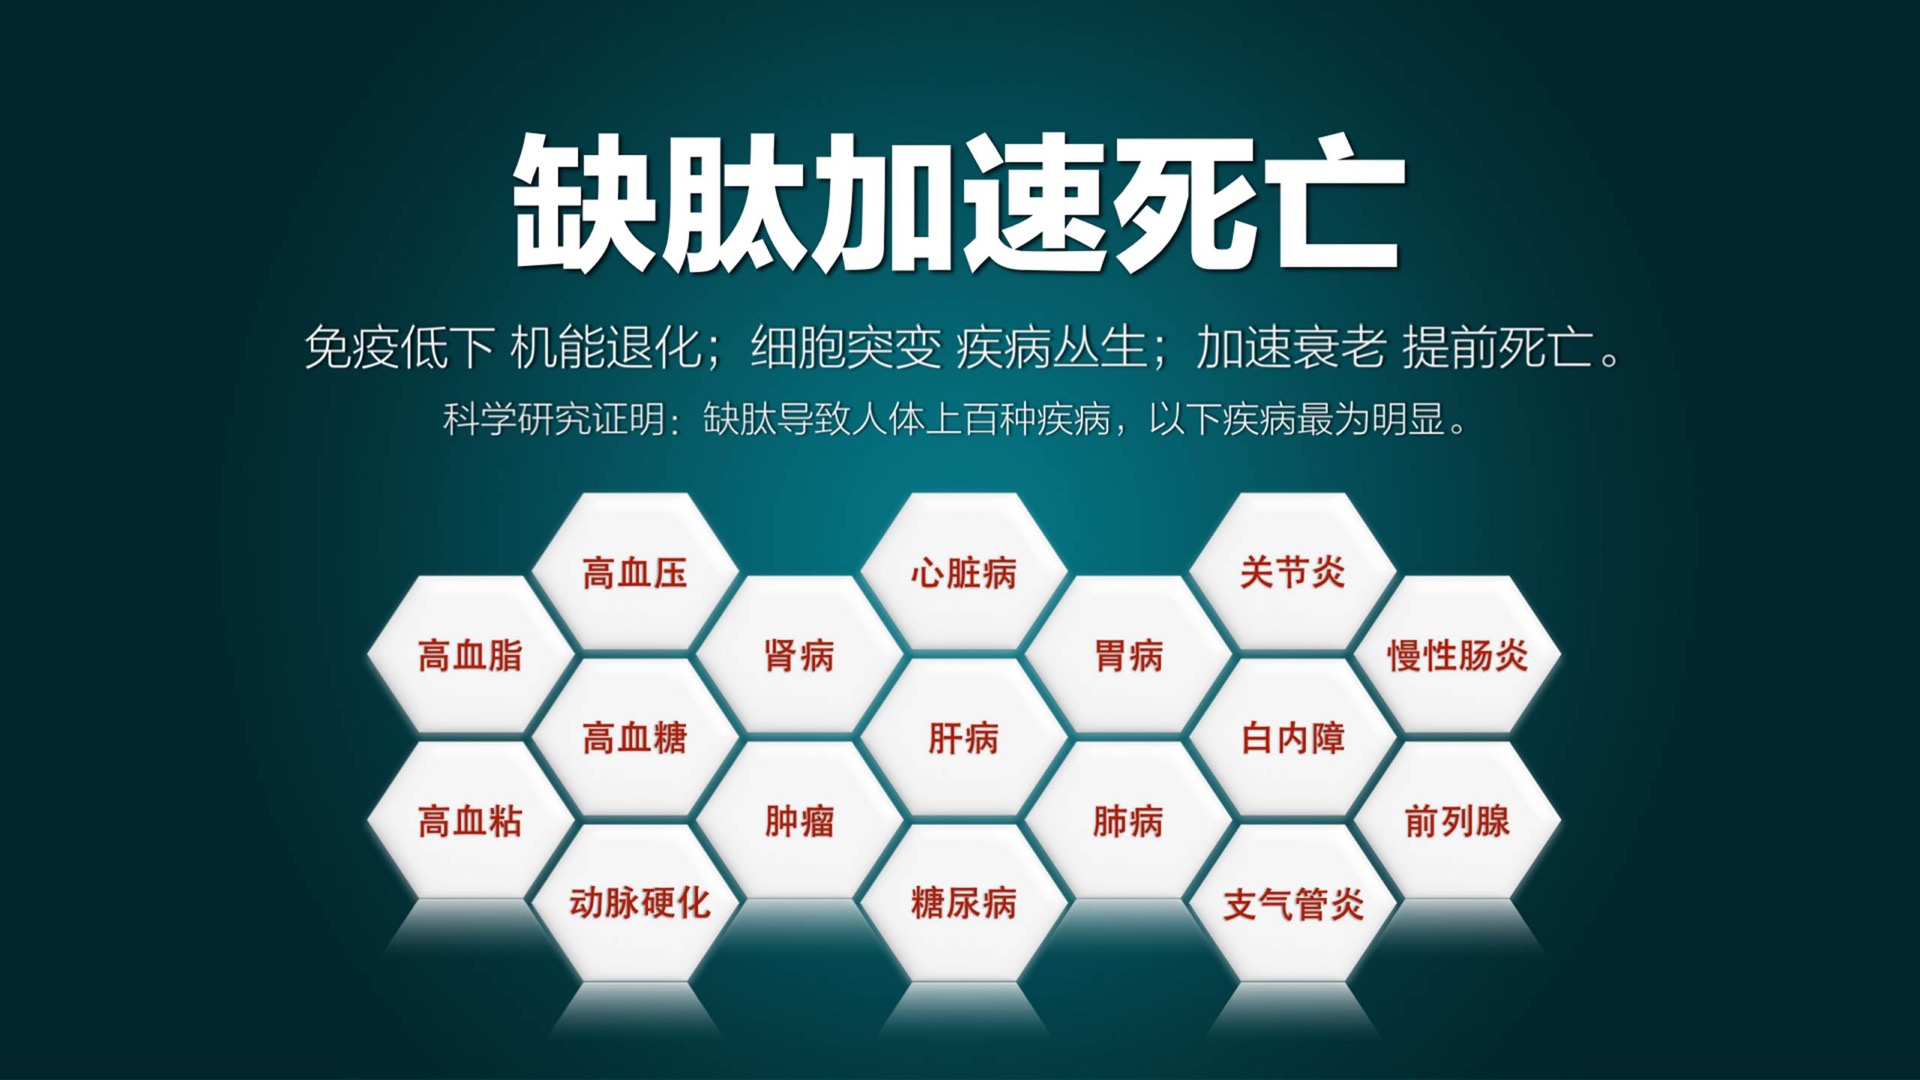 缺肽加速死亡
免疫低下 机能退化；细胞突变 疾病丛生；加速衰老 提前死亡。
科学研究证明：缺肽导致人体上百种疾病，以下疾病最为明显。
高血压 心脏病 关节炎
高血脂 肾病 胃病 慢性肠炎
高血糖 肝病 白内障
高血粘 肿瘤 肺病 前列腺
动脉硬化 糖尿病 支气管炎